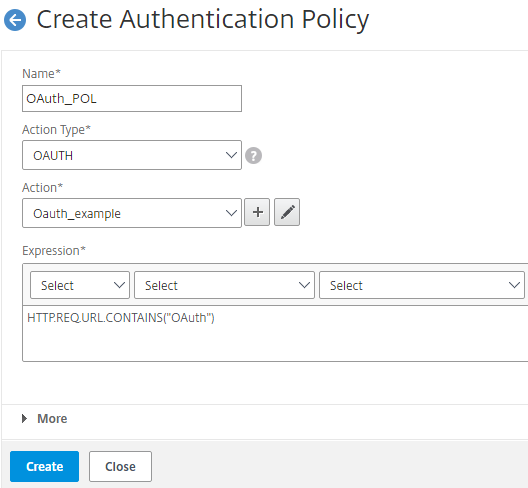 Create Authentication Policy
Name*
OAuth_POL
Action Type*
OAUTH
?
Action*
Oauth_example
Expression*
Select
Select
Select
HTTP.REQ.URL.CONTAINS("OAuth")
More
Create
Close